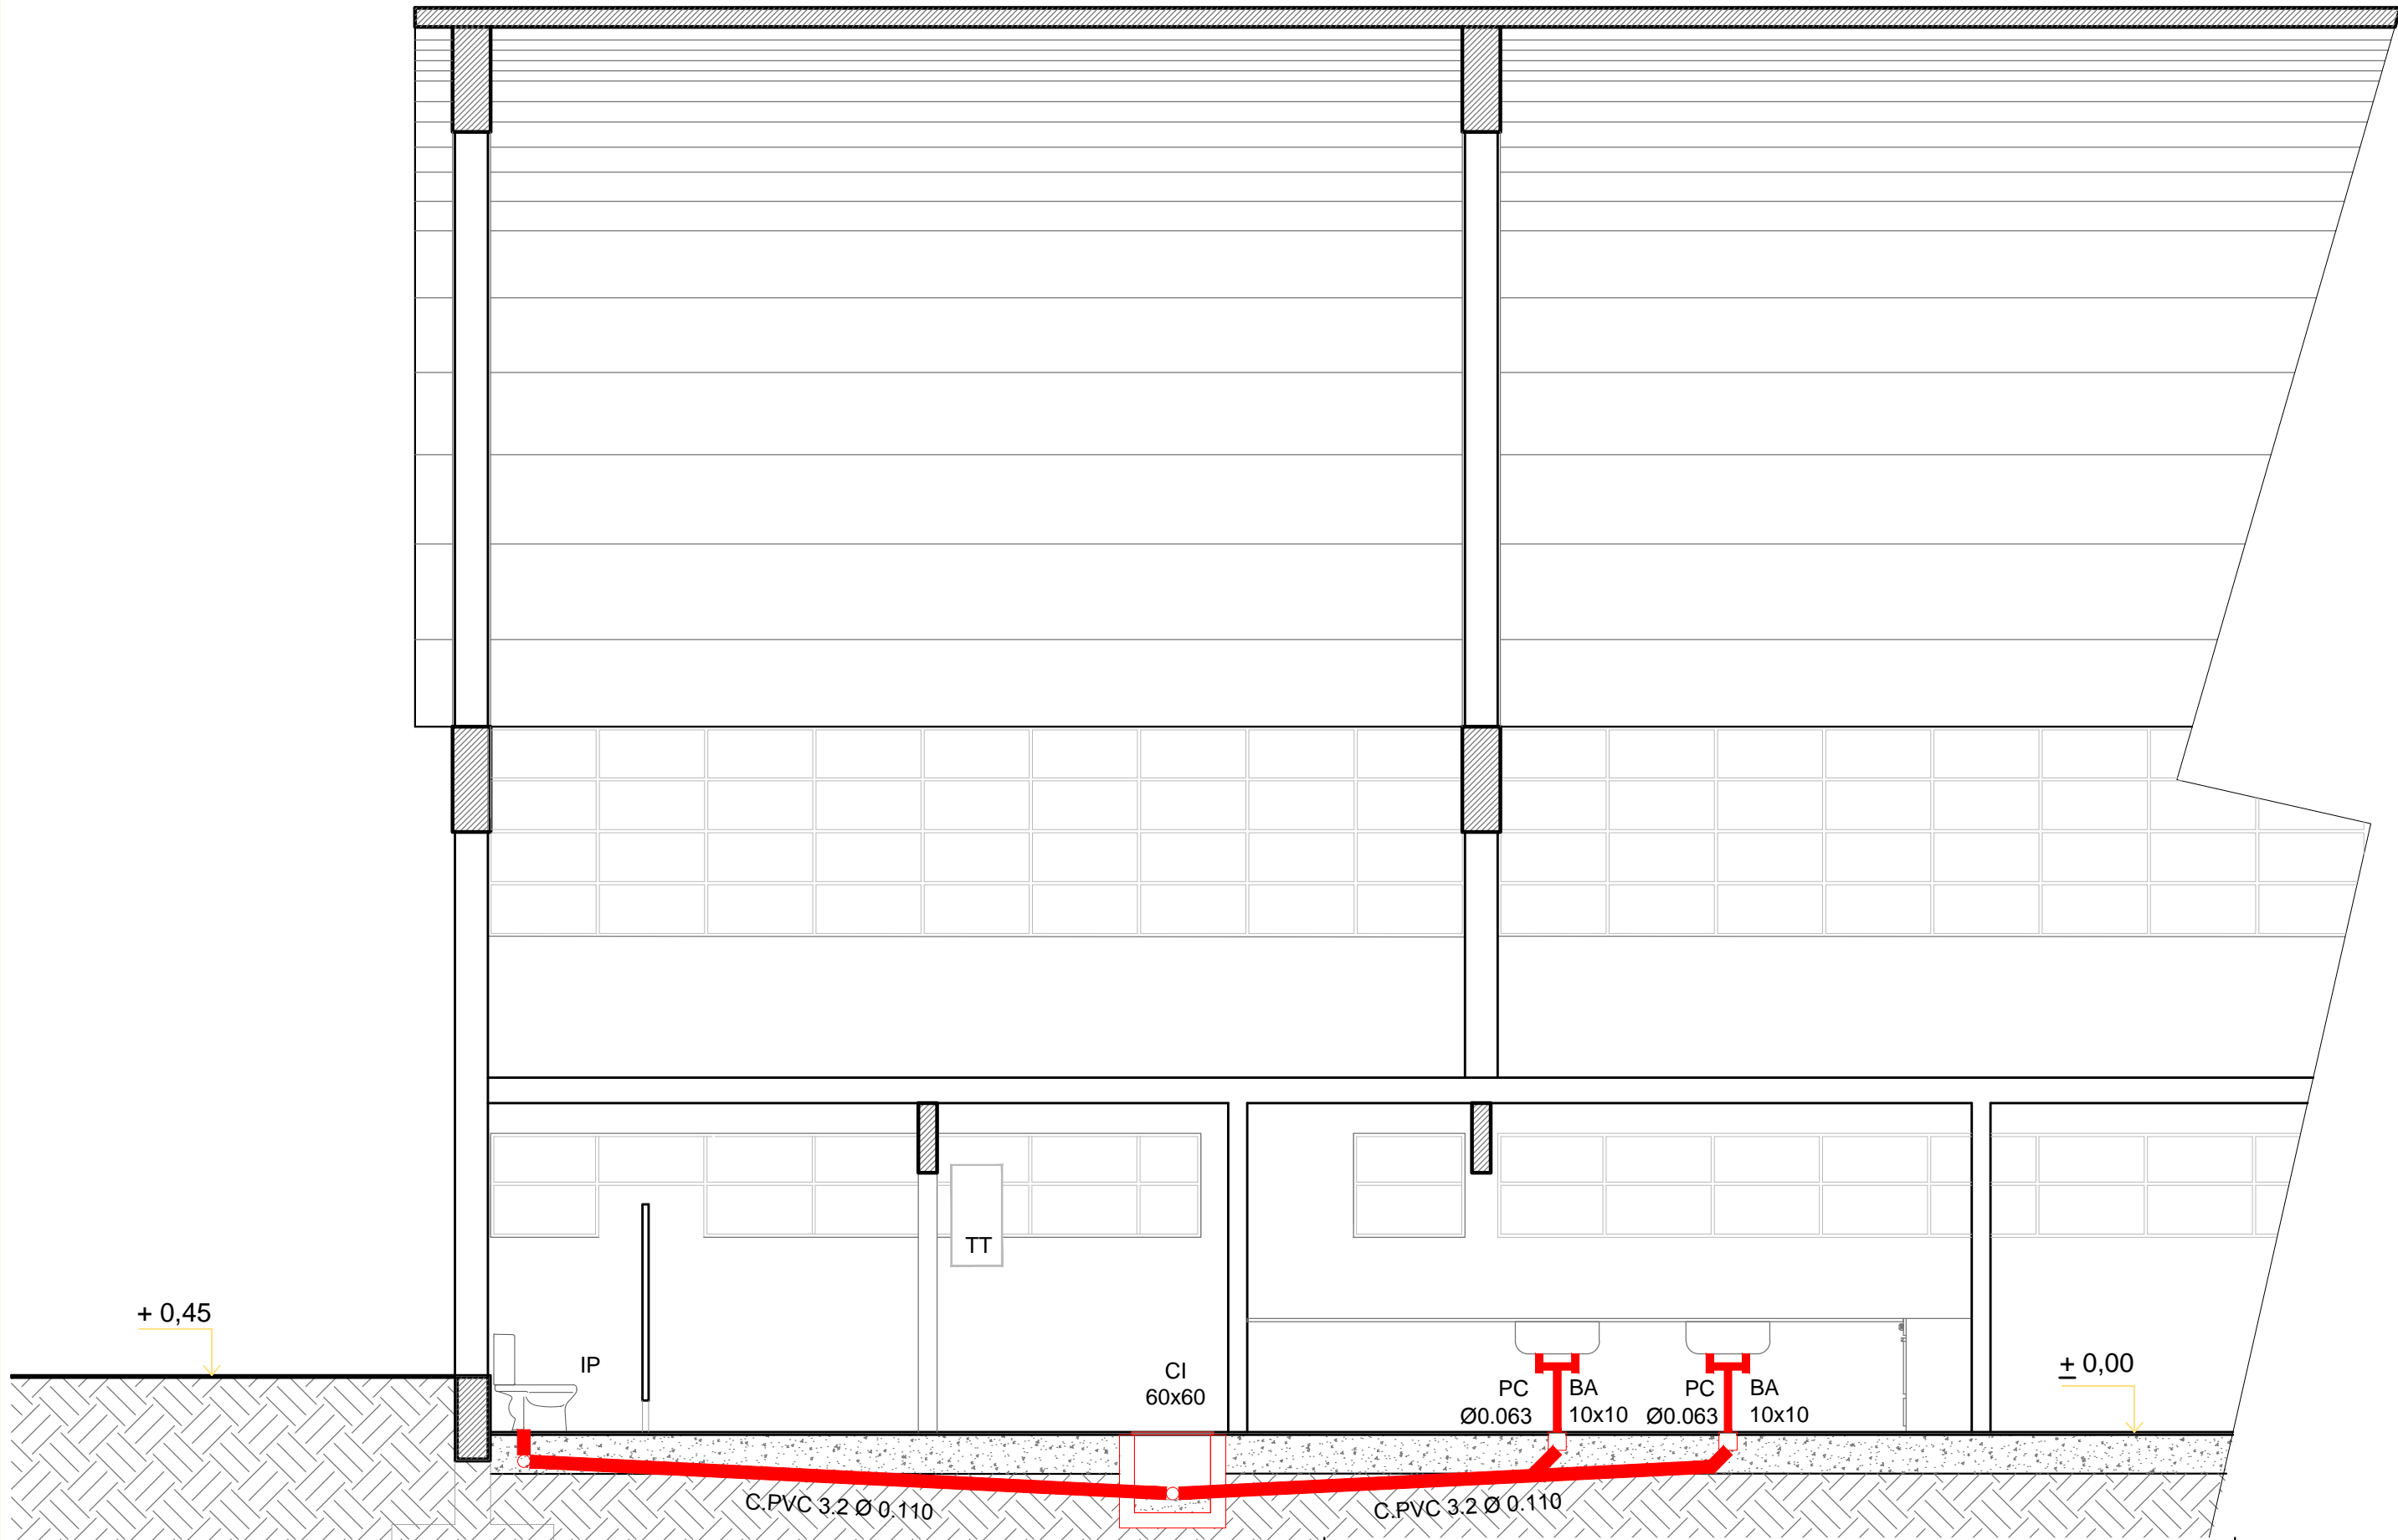 TT
+ 0,45
IP
CI
60x60
PC
Ø0.063
BA
10x10
PC
Ø0.063
BA
10x10
± 0,00
C.PVC 3.2 Ø 0.110
C.PVC 3.2 Ø 0.110